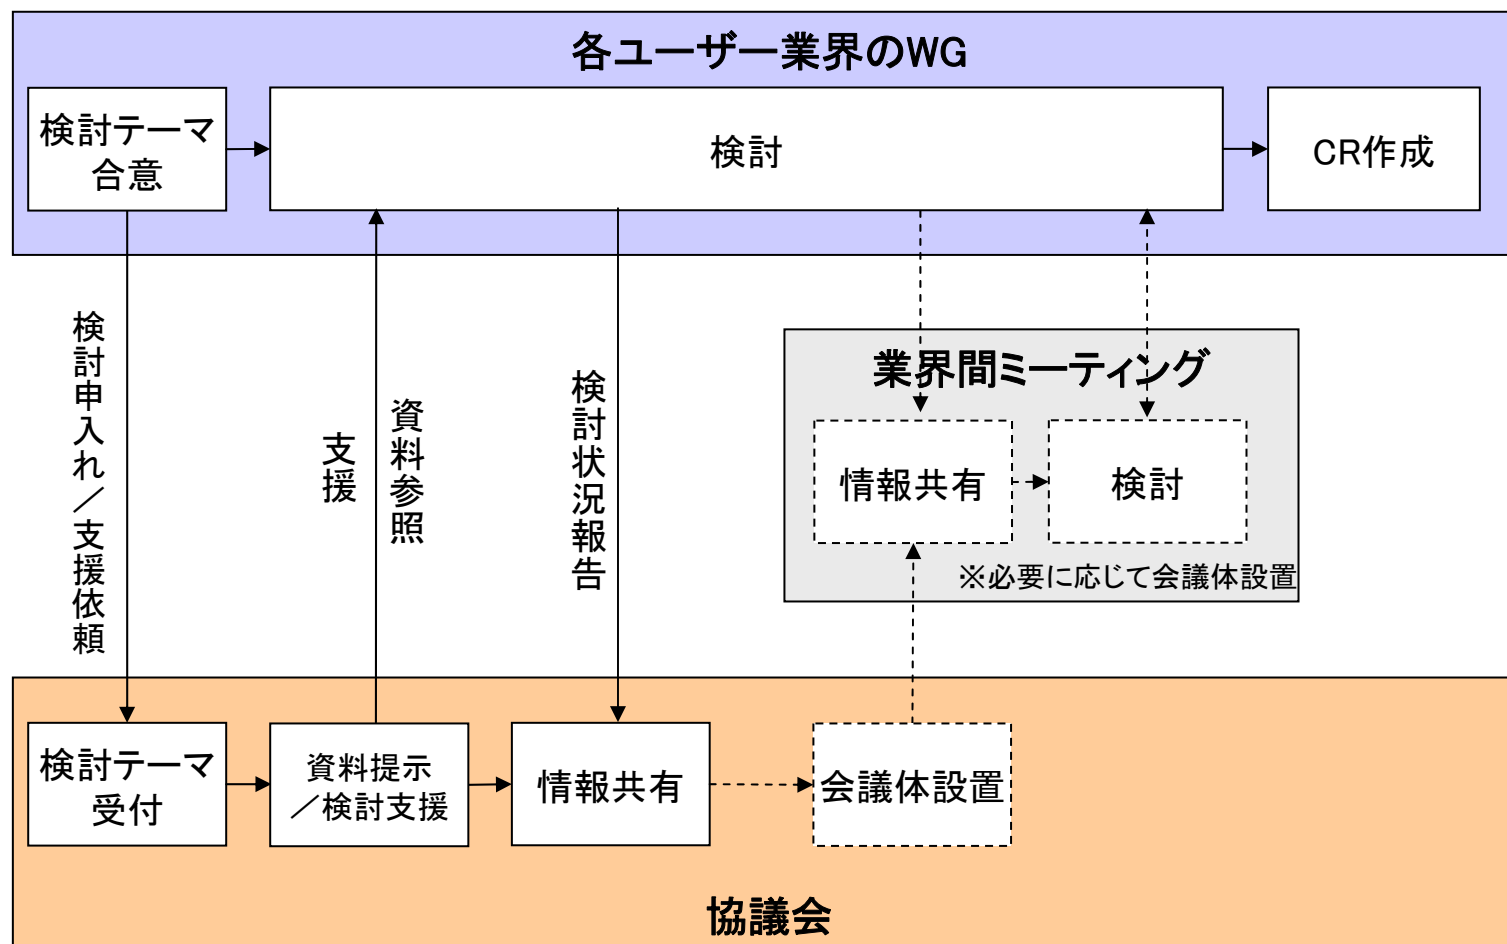 各ユーザー業界のWG
検討テーマ
合意
検討
CR作成
検討申入れ／支援依頼
支援
資料参照
検討状況報告
業界間ミーティング
情報共有
検討
※必要に応じて会議体設置
検討テーマ
受付
資料提示
／検討支援
情報共有
会議体設置
協議会